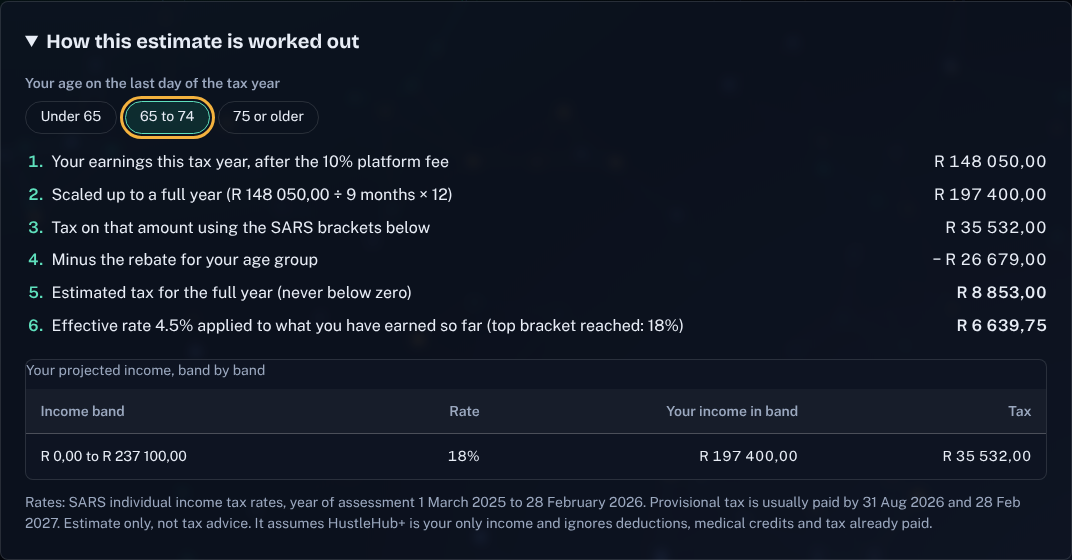 ▼ How this estimate is worked out
Your age on the last day of the tax year
Under 65 65 to 74 75 or older
1. Your earnings this tax year, after the 10% platform fee R 148 050,00
2. Scaled up to a full year (R 148 050,00 ÷ 9 months × 12) R 197 400,00
3. Tax on that amount using the SARS brackets below R 35 532,00
4. Minus the rebate for your age group − R 26 679,00
5. Estimated tax for the full year (never below zero) R 8 853,00
6. Effective rate 4.5% applied to what you have earned so far (top bracket reached: 18%) R 6 639,75
Your projected income, band by band
Income band Rate Your income in band Tax
R 0,00 to R 237 100,00 18% R 197 400,00 R 35 532,00
Rates: SARS individual income tax rates, year of assessment 1 March 2025 to 28 February 2026. Provisional tax is usually paid by 31 Aug 2026 and 28 Feb
2027. Estimate only, not tax advice. It assumes HustleHub+ is your only income and ignores deductions, medical credits and tax already paid.